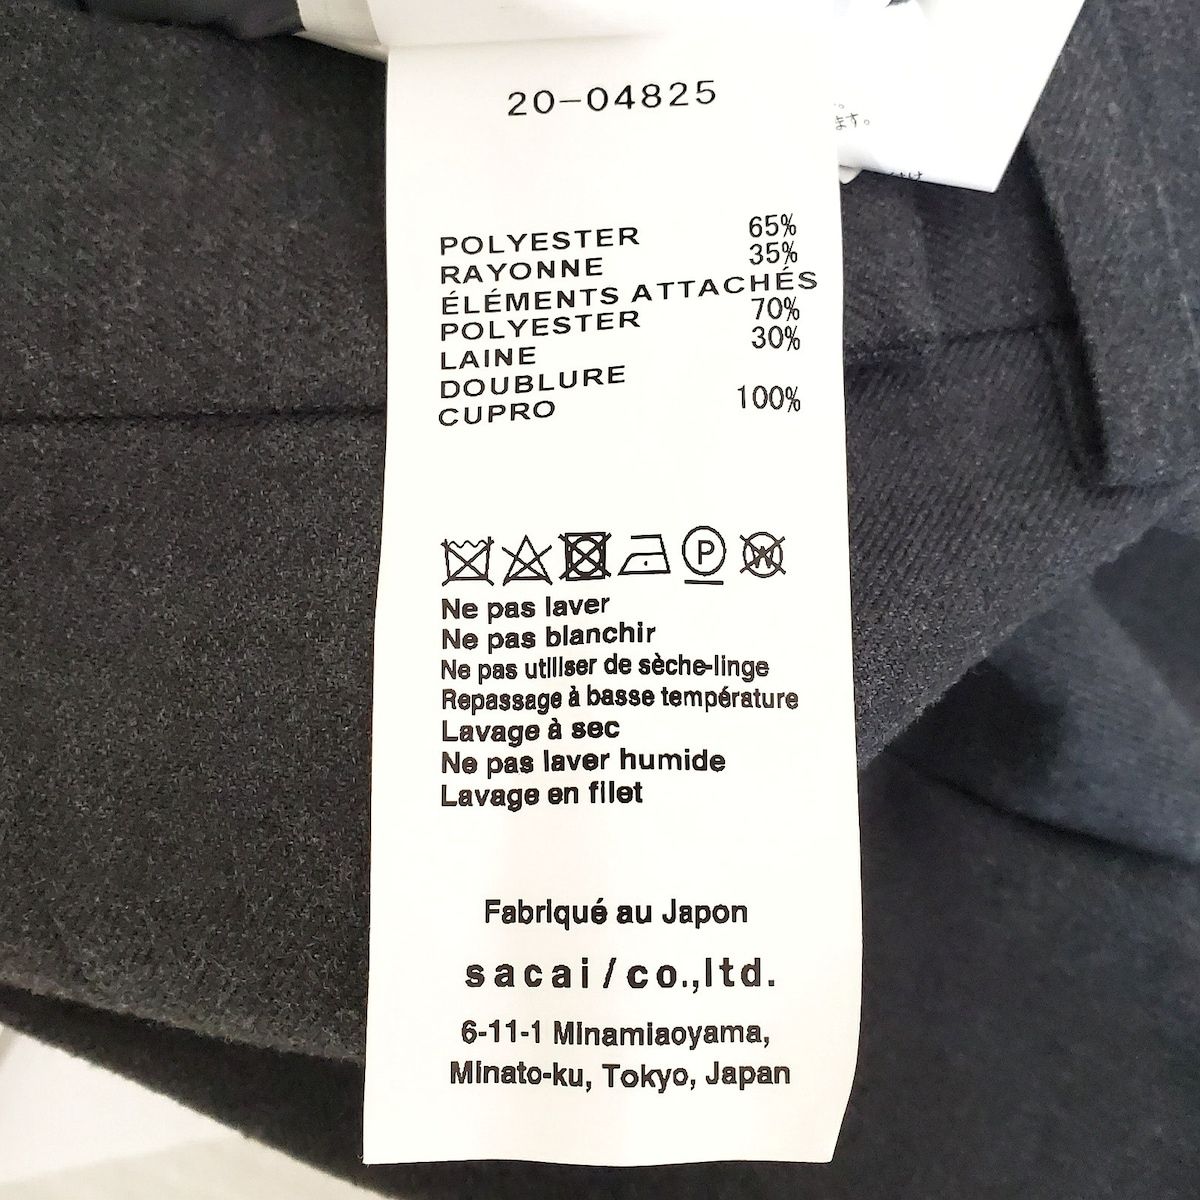 20-04825
ます。
POLYESTER 65%
RAYONNE 35%
ÉLÉMENTS ATTACHÉS
POLYESTER 70%
LAINE 30%
DOUBLURE
CUPRO 100%
P
W
Ne pas laver
Ne pas blanchir
Ne pas utiliser de sèche-linge
Repassage à basse température
Lavage à sec
Ne pas laver humide
Lavage en filet
Fabriqué au Japon
sacai/co.,ltd.
6-11-1 Minamiaoyama,
Minato-ku, Tokyo, Japan